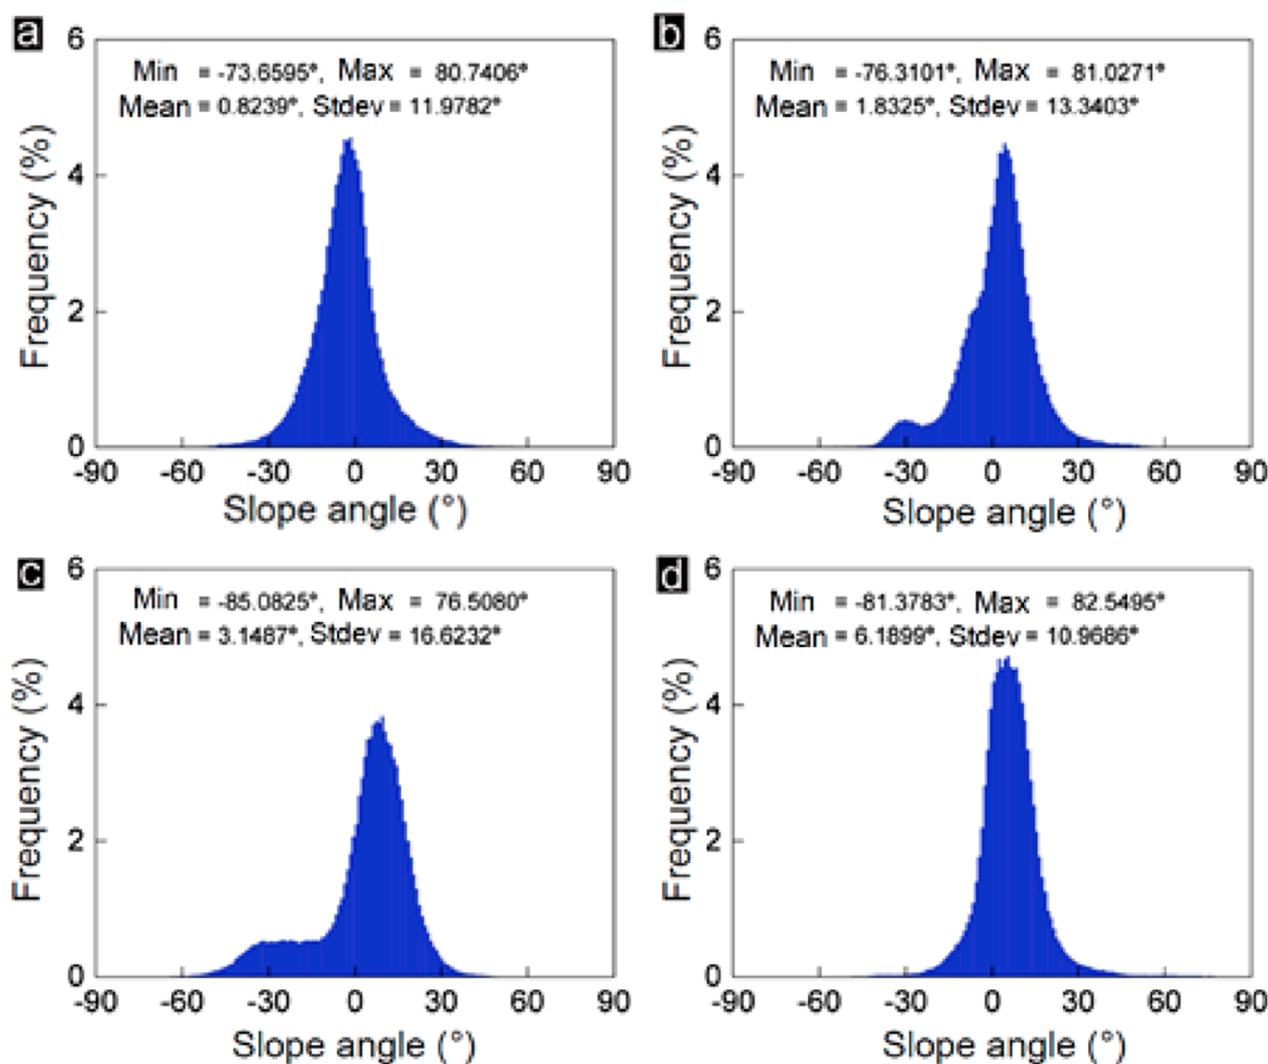 a
6
Min = -73.6595°, Max = 80.7406°
Mean = 0.8239°, Stdev = 11.9782°
4
2
0
Frequency (%)
-90 -60 -30 0 30 60 90
Slope angle (°)
b
6
Min = -76.3101°, Max = 81.0271°
Mean = 1.8325°, Stdev = 13.3403°
4
2
0
Frequency (%)
-90 -60 -30 0 30 60 90
Slope angle (°)
c
6
Min = -85.0825°, Max = 76.5080°
Mean = 3.1487°, Stdev = 16.6232°
4
2
0
Frequency (%)
-90 -60 -30 0 30 60 90
Slope angle (°)
d
6
Min = -81.3783°, Max = 82.5495°
Mean = 6.1899°, Stdev = 10.9686°
4
2
0
Frequency (%)
-90 -60 -30 0 30 60 90
Slope angle (°)